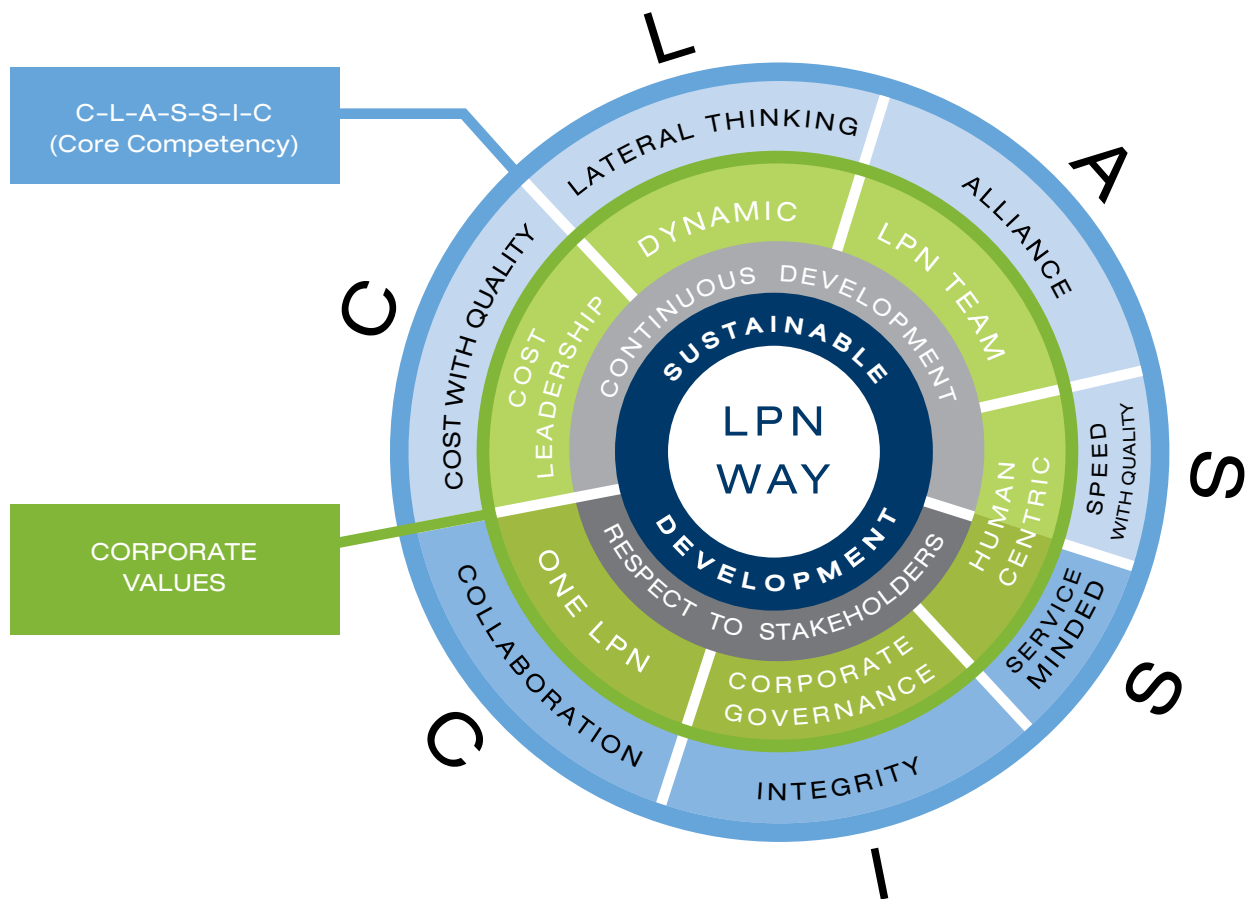 C-L-A-S-S-I-C
(Core Competency)
CORPORATE
VALUES
C
L
A
S
S
I
C
COST WITH QUALITY
LATERAL THINKING
ALLIANCE
SPEED
WITH QUALITY
SERVICE
MINDED
INTEGRITY
COLLABORATION
COST
LEADERSHIP
DYNAMIC
LPN TEAM
HUMAN
CENTRIC
CORPORATE
GOVERNANCE
ONE LPN
CONTINUOUS DEVELOPMENT
RESPECT TO STAKEHOLDERS
SUSTAINABLE
DEVELOPMENT
LPN
WAY